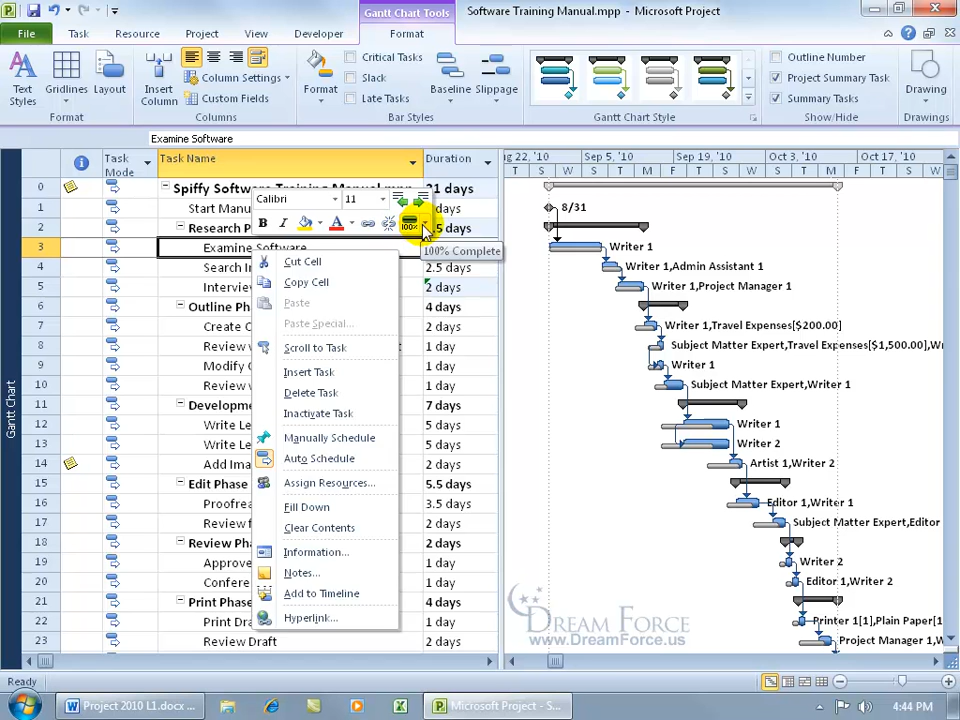 Gantt Chart Tools
Software Training Manual.mpp - Microsoft Project
File Task Resource Project View Developer Format
Text Styles
Gridlines
Layout
Format
Insert Column
Column Settings
Custom Fields
Columns
Format
Critical Tasks
Slack
Late Tasks
Baseline
Slippage
Bar Styles
Gantt Chart Style
Outline Number
Project Summary Task
Summary Tasks
Show/Hide
Drawing
Drawings
Examine Software
Task Mode
Task Name
Duration
22, '10 Sep 5, '10 Sep 19, '10 Oct 3, '10 Oct 17, '10
T S W S T M F T S W S T M
0 Spiffy Software Training Manual.mpp 21 days
1 Start Manu days
2 Research P .5 days
3 Examine Software
4 Search In 2.5 days
5 Interview 2 days
6 Outline Pha 4 days
7 Create O 2 days
8 Review w 1 day
9 Modify O 1 day
10 Review w 1 day
11 Developme 7 days
12 Write Le 5 days
13 Write Le 5 days
14 Add Ima 2 days
15 Edit Phase 5.5 days
16 Proofrea 3.5 days
17 Review f 2 days
18 Review Pha 2 days
19 Approve 1 day
20 Confere 1 day
21 Print Phase 4 days
22 Print Dra 1 day
23 Review Draft 1 day
Calibri 11
B I A 100%
100% Complete
Cut Cell
Copy Cell
Paste
Paste Special...
Scroll to Task
Insert Task
Delete Task
Inactivate Task
Manually Schedule
Auto Schedule
Assign Resources...
Fill Down
Clear Contents
Information...
Notes...
Add to Timeline
Hyperlink...
8/31
Writer 1
Writer 1,Admin Assistant 1
Writer 1,Project Manager 1
Writer 1,Travel Expenses[$200.00]
Subject Matter Expert,Travel Expenses[$1,500.00],W
Writer 1
Subject Matter Expert,Writer 1
Writer 1
Writer 2
Artist 1,Writer 2
Editor 1,Writer 1
Subject Matter Expert,Editor
Writer 2
Editor 1,Writer 2
Printer 1[1],Plain Paper[1
Project Manager 1,W
Gantt Chart
DREAM FORCE
www.DreamForce.us
Ready
Project 2010 L1.docx ...
Microsoft Project - S...
4:44 PM